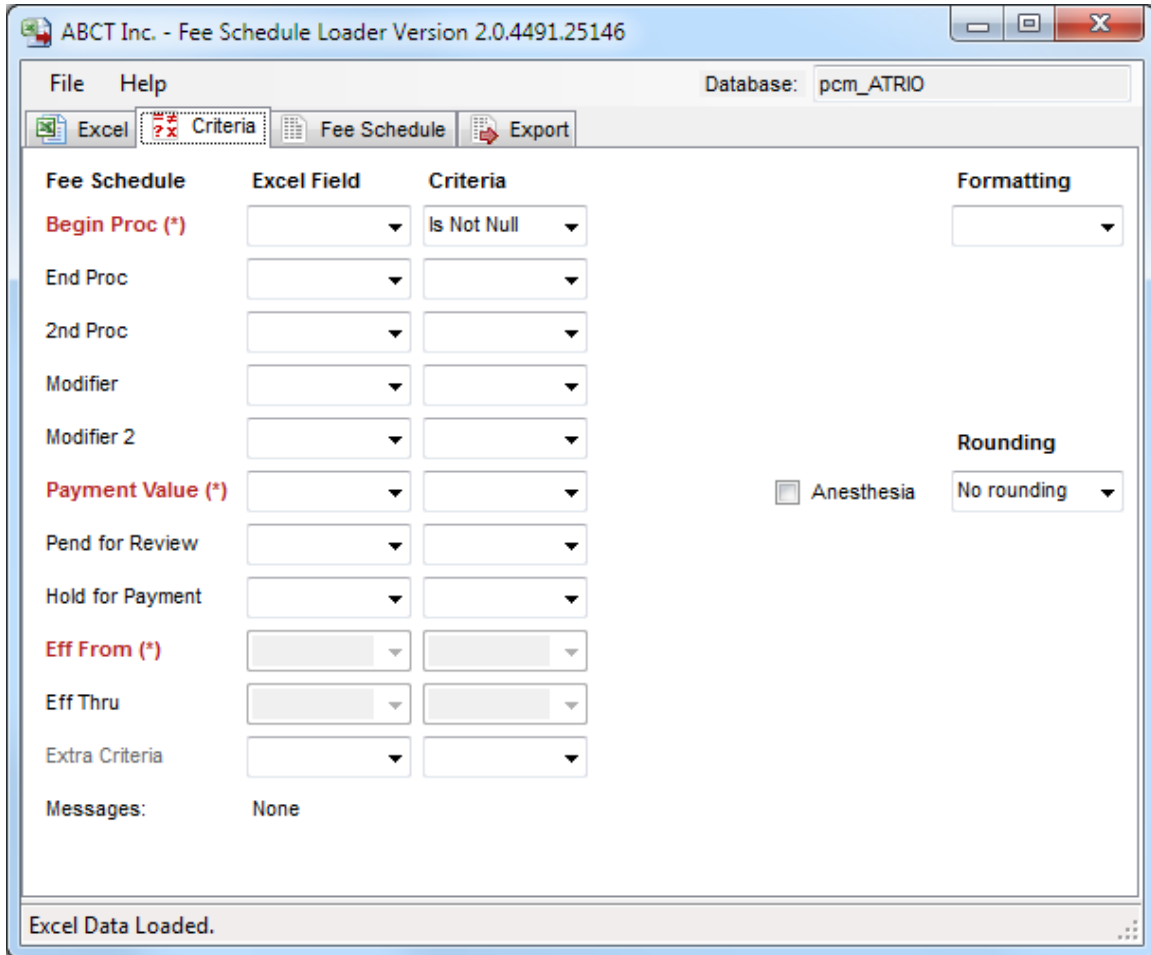 ABCT Inc. - Fee Schedule Loader Version 2.0.4491.25146
File Help Database: pcm_ATRIO
Excel Criteria Fee Schedule Export
Fee Schedule Excel Field Criteria Formatting
Begin Proc (*) Is Not Null
End Proc
2nd Proc
Modifier
Modifier 2 Rounding
Payment Value (*) Anesthesia No rounding
Pend for Review
Hold for Payment
Eff From (*)
Eff Thru
Extra Criteria
Messages: None
Excel Data Loaded.